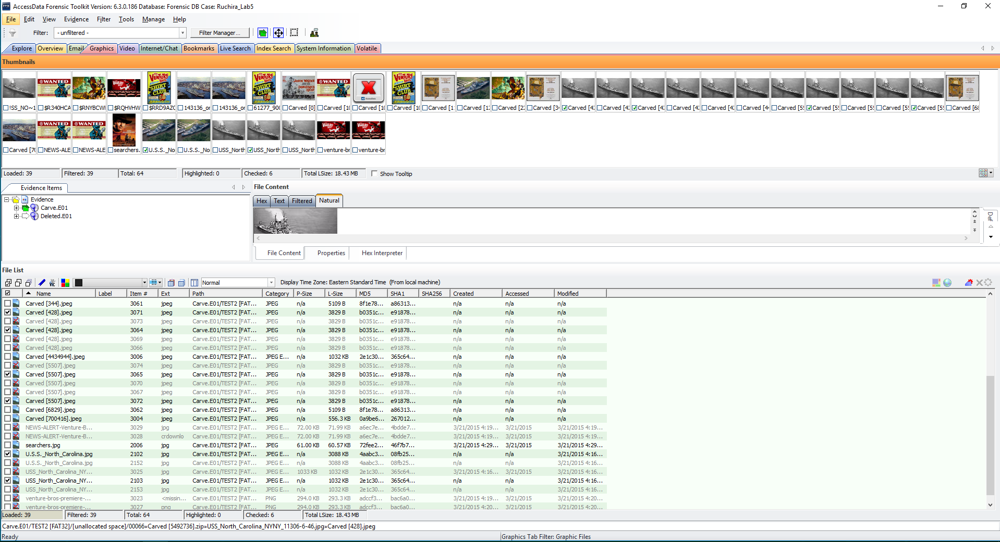 AccessData Forensic Toolkit Version: 6.3.0.186 Database: Forensic DB Case: Ruchira_Lab5
File Edit View Evidence Filter Tools Manage Help
Filter: - unfiltered - Filter Manager...
Explore Overview Email Graphics Video Internet/Chat Bookmarks Live Search Index Search System Information Volatile
Thumbnails
!SS_NO~1 $R340HCA $RNYBCWI $RQHVHW $RRD9AZC 143136_or 143136_or 61277_900 Carved [0] Carved [10 Carved [10 Carved [10 Carved [1 Carved [12 Carved [22 Carved [34 Carved [42 Carved [42 Carved [42 Carved [42 Carved [42 Carved [44 Carved [55 Carved [55 Carved [55 Carved [55 Carved [55 Carved [68
Carved [70 NEWS-ALE NEWS-ALE searchers. U.S.S._No U.S.S._No USS_North USS_North USS_North venture-br venture-br
Loaded: 39 Filtered: 39 Total: 64 Highlighted: 0 Checked: 6 Total LSize: 18.43 MB Show Tooltip
Evidence Items
Evidence
Carve.E01
Deleted.E01
File Content
Hex Text Filtered Natural
Def
File Content Properties Hex Interpreter
File List
Normal Display Time Zone: Eastern Standard Time (From local machine)
Name Label Item # Ext Path Category P-Size L-Size MD5 SHA1 SHA256 Created Accessed Modified
Carved [344].jpeg 3061 jpeg Carve.E01/TEST2 [FAT... JPEG n/a 5109 B 8f1e78... a86313... n/a n/a n/a
Carved [428].jpeg 3071 jpeg Carve.E01/TEST2 [FAT... JPEG n/a 3829 B b0351c... e91878... n/a n/a n/a
Carved [428].jpeg 3073 jpeg Carve.E01/TEST2 [FAT... JPEG n/a 3829 B b0351c... e91878... n/a n/a n/a
Carved [428].jpeg 3064 jpeg Carve.E01/TEST2 [FAT... JPEG n/a 3829 B b0351c... e91878... n/a n/a n/a
Carved [428].jpeg 3069 jpeg Carve.E01/TEST2 [FAT... JPEG n/a 3829 B b0351c... e91878... n/a n/a n/a
Carved [428].jpeg 3066 jpeg Carve.E01/TEST2 [FAT... JPEG n/a 3829 B b0351c... e91878... n/a n/a n/a
Carved [4434944].jpeg 3006 jpeg Carve.E01/TEST2 [FAT... JPEG E... n/a 1032 KB 2e1c30... 365c64... n/a n/a n/a
Carved [5507].jpeg 3074 jpeg Carve.E01/TEST2 [FAT... JPEG n/a 3829 B b0351c... e91878... n/a n/a n/a
Carved [5507].jpeg 3065 jpeg Carve.E01/TEST2 [FAT... JPEG n/a 3829 B b0351c... e91878... n/a n/a n/a
Carved [5507].jpeg 3070 jpeg Carve.E01/TEST2 [FAT... JPEG n/a 3829 B b0351c... e91878... n/a n/a n/a
Carved [5507].jpeg 3067 jpeg Carve.E01/TEST2 [FAT... JPEG n/a 3829 B b0351c... e91878... n/a n/a n/a
Carved [5507].jpeg 3072 jpeg Carve.E01/TEST2 [FAT... JPEG n/a 3829 B b0351c... e91878... n/a n/a n/a
Carved [6829].jpeg 3062 jpeg Carve.E01/TEST2 [FAT... JPEG n/a 5109 B 8f1e78... a86313... n/a n/a n/a
Carved [700416].jpeg 3004 jpeg Carve.E01/TEST2 [FAT... JPEG n/a 556.3 KB 0a9be6... 267012... n/a n/a n/a
NEWS-ALERT-Venture-B... 3029 jpg Carve.E01/TEST2 [FAT... JPEG E... 72.00 KB 71.99 KB a6ec7e... 4bdde7... 3/21/2015 4:19... 3/21/2015 3/21/2015 4:19...
NEWS-ALERT-Venture-B... 3028 crdownlo Carve.E01/TEST2 [FAT... JPEG E... 72.00 KB 71.99 KB a6ec7e... 4bdde7... 3/21/2015 4:19... 3/21/2015 3/21/2015 4:19...
searchers.jpg 2006 jpg Carve.E01/TEST2 [FAT... JPEG 61.00 KB 60.57 KB 72fee2... 46f7b7... 3/21/2015 4:29... 3/21/2015 3/21/2015 4:29...
U.S.S._North_Carolina.jpg 2102 jpg Carve.E01/TEST2 [FAT... JPEG E... n/a 3088 KB 4aabc3... 08fb25... n/a n/a 3/21/2015 4:16...
U.S.S._North_Carolina.jpg 2152 jpg Carve.E01/TEST2 [FAT... JPEG E... n/a 3088 KB 4aabc3... 08fb25... n/a n/a 3/21/2015 4:16...
USS_North_Carolina_NY... 3025 jpg Carve.E01/TEST2 [FAT... JPEG E... 1033 KB 1032 KB 2e1c30... 365c64... 3/21/2015 4:16... 3/21/2015 3/21/2015 4:16...
USS_North_Carolina_NY... 2103 jpg Carve.E01/TEST2 [FAT... JPEG E... n/a 1032 KB 2e1c30... 365c64... n/a n/a 3/21/2015 4:16...
USS_North_Carolina_NY... 2153 jpg Carve.E01/TEST2 [FAT... JPEG E... n/a 1032 KB 2e1c30... 365c64... n/a n/a 3/21/2015 4:16...
venture-bros-premiere-... 3023 <missin... Carve.E01/TEST2 [FAT... PNG 294.0 KB 293.3 KB adccf3... bac6a0... 3/21/2015 4:19... 3/21/2015 3/21/2015 4:20...
venture-bros-premiere-... 3027 png Carve.E01/TEST2 [FAT... PNG 294.0 KB 293.3 KB adccf3... bac6a0... 3/21/2015 4:20... 3/21/2015 3/21/2015 4:20...
Loaded: 39 Filtered: 39 Total: 64 Highlighted: 0 Checked: 6 Total LSize: 18.43 MB
Carve.E01/TEST2 [FAT32]/[unallocated space]/00066»Carved [5492736].zip»USS_North_Carolina_NYNY_11306-6-46.jpg»Carved [428].jpeg
Ready Graphics Tab Filter: Graphic Files